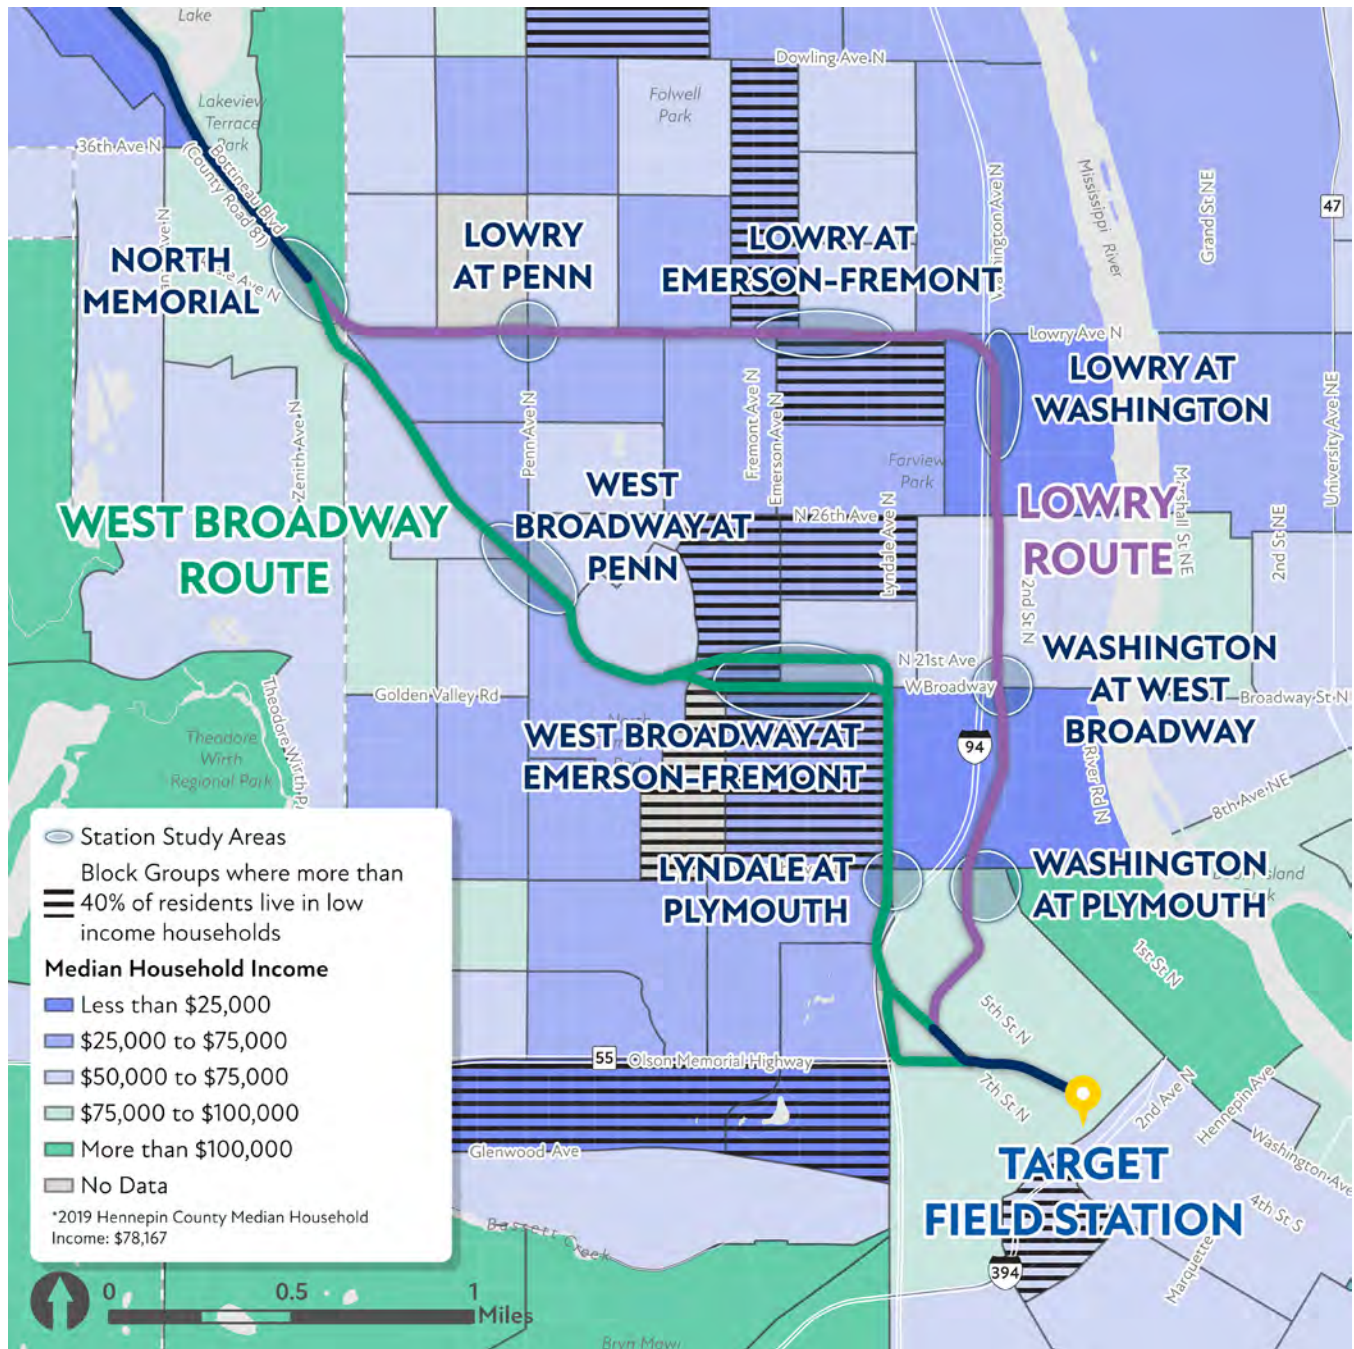 Lake
Dowling Ave N
Lakeview
Terrace
Park
Folwell
Park
36th Ave N
Bottineau Blvd
(County Road 81)
Mississippi River
Grand St NE
47
Washington Ave N
NORTH
MEMORIAL
LOWRY
AT PENN
LOWRY AT
EMERSON-FREMONT
Lowry Ave N
LOWRY AT
WASHINGTON
Zenith Ave N
Penn Ave N
Fremont Ave N
Emerson Ave N
University Ave NE
Farview
Park
WEST BROADWAY
ROUTE
WEST
BROADWAY AT
PENN
N 26th Ave
Lyndale Ave N
LOWRY
ROUTE
Marshall St NE
2nd St NE
2nd St N
N 21st Ave
W Broadway
WASHINGTON
AT WEST
BROADWAY
Broadway St N
Golden Valley Rd
Theodore Wirth P
Theodore
Wirth
Regional Park
North
WEST BROADWAY AT
EMERSON-FREMONT
94
River Rd N
8th Ave NE
LYNDALE AT
PLYMOUTH
WASHINGTON
AT PLYMOUTH
Island
1st St N
5th St N
55
Olson Memorial Highway
7th St N
2nd Ave N
Hennepin Ave
Washington Ave
Glenwood Ave
TARGET
FIELD STATION
4th St S
Marquette
394
Bassett Creek
Bryn Mawr
Station Study Areas
Block Groups where more than
40% of residents live in low
income households
Median Household Income
Less than $25,000
$25,000 to $75,000
$50,000 to $75,000
$75,000 to $100,000
More than $100,000
No Data
*2019 Hennepin County Median Household
Income: $78,167
0 0.5 1
Miles